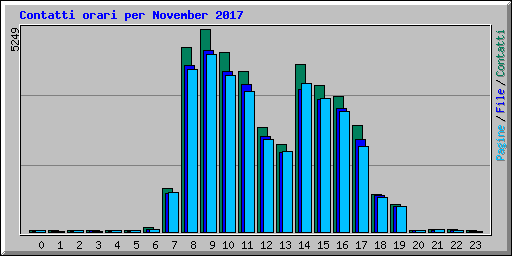 Contatti orari per November 2017
5249
Pagine / File / Contatti
0 1 2 3 4 5 6 7 8 9 10 11 12 13 14 15 16 17 18 19 20 21 22 23